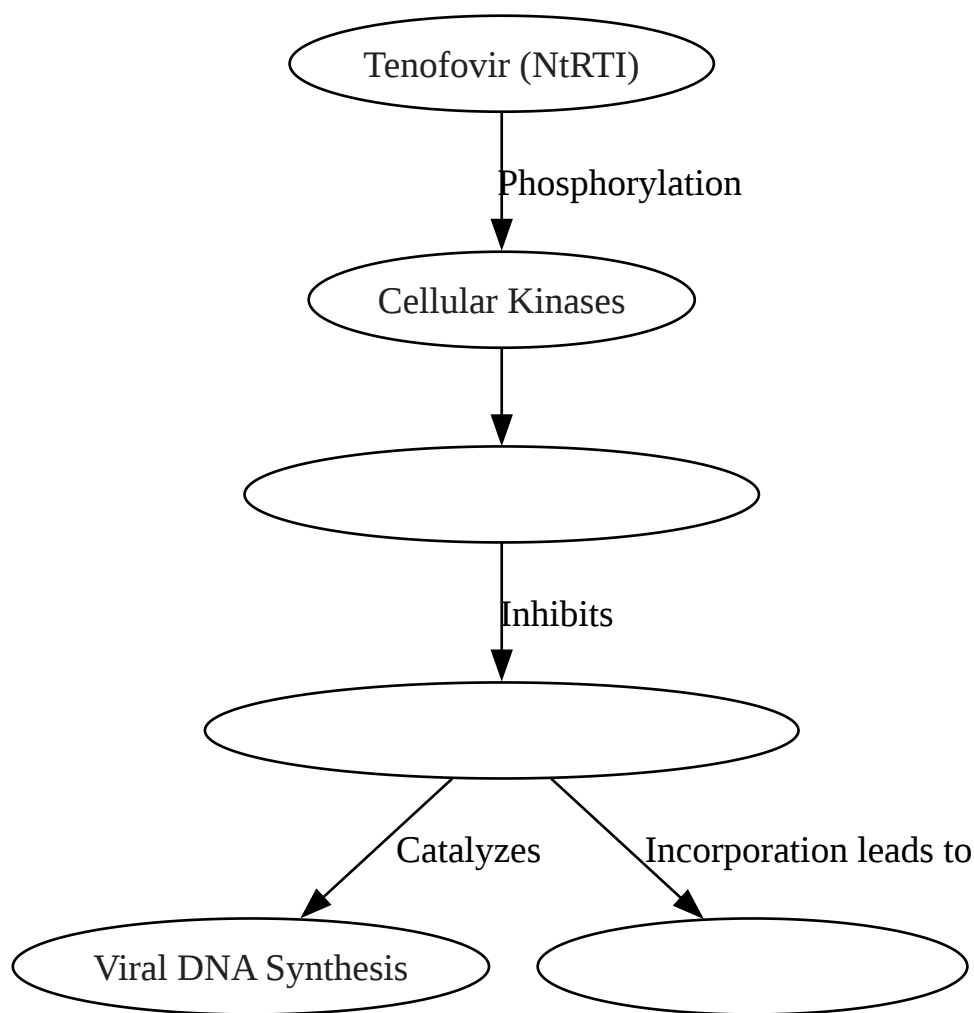 Tenofovir (NtRTI)
Phosphorylation
Cellular Kinases
Inhibits
Catalyzes
Incorporation leads to
Viral DNA Synthesis